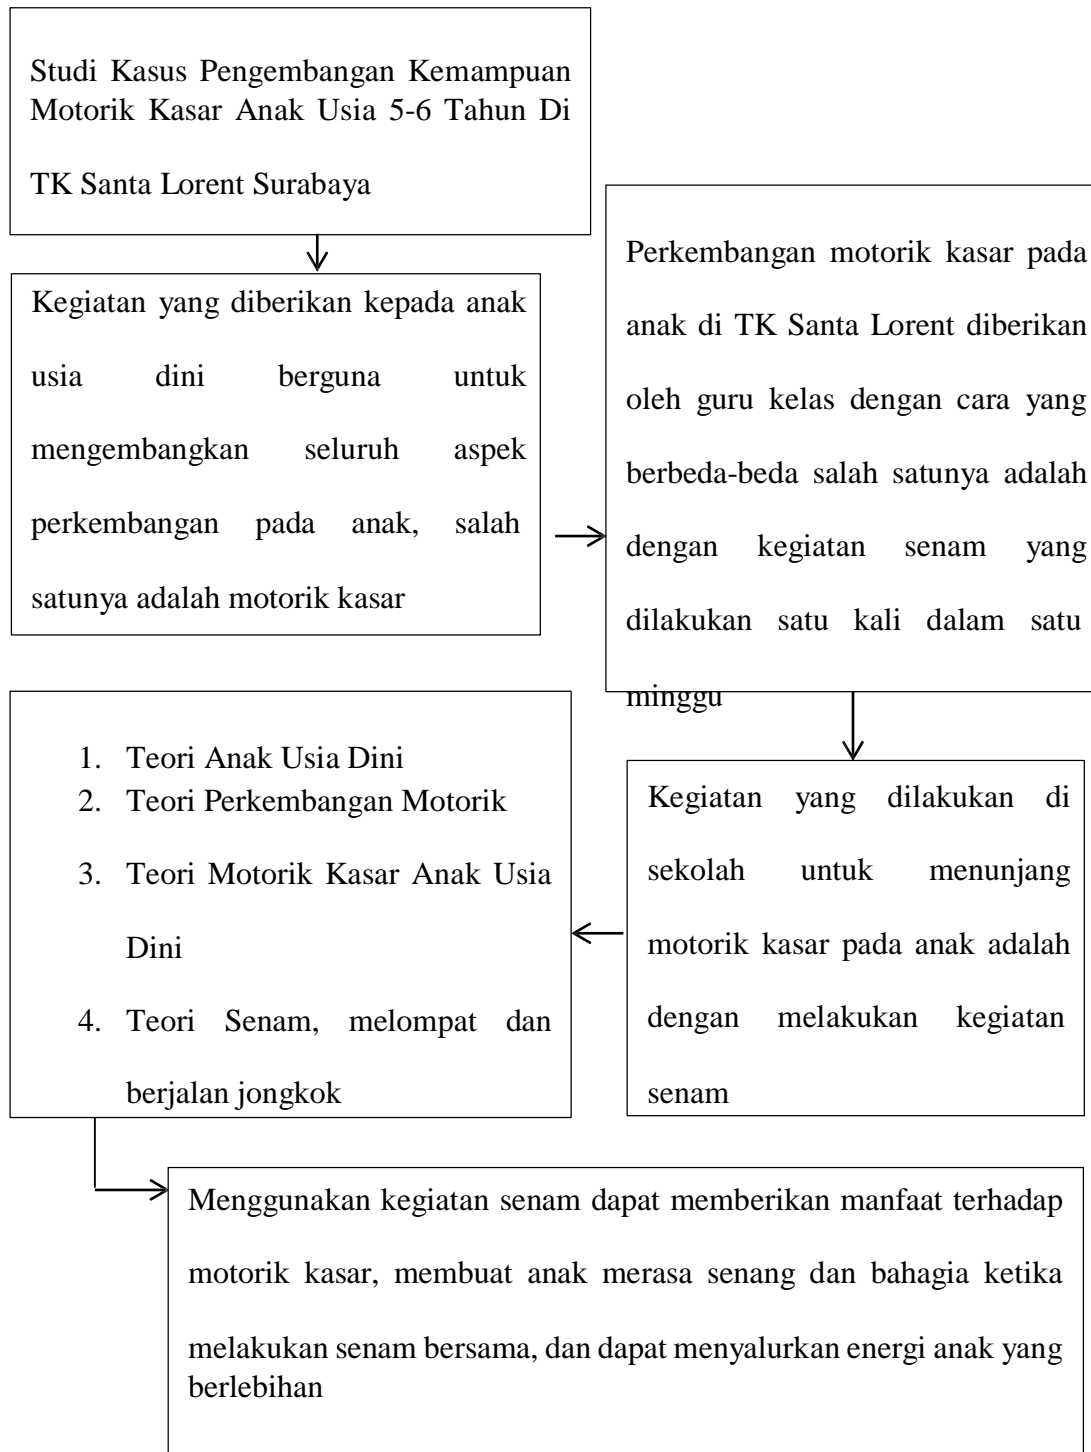 Studi Kasus Pengembangan Kemampuan
Motorik Kasar Anak Usia 5-6 Tahun Di
TK Santa Lorent Surabaya
Kegiatan yang diberikan kepada anak
usia dini berguna untuk
mengembangkan seluruh aspek
perkembangan pada anak, salah
satunya adalah motorik kasar
Perkembangan motorik kasar pada
anak di TK Santa Lorent diberikan
oleh guru kelas dengan cara yang
berbeda-beda salah satunya adalah
dengan kegiatan senam yang
dilakukan satu kali dalam satu
minggu
Kegiatan yang dilakukan di
sekolah untuk menunjang
motorik kasar pada anak adalah
dengan melakukan kegiatan
senam
1. Teori Anak Usia Dini
2. Teori Perkembangan Motorik
3. Teori Motorik Kasar Anak Usia
Dini
4. Teori Senam, melompat dan
berjalan jongkok
Menggunakan kegiatan senam dapat memberikan manfaat terhadap
motorik kasar, membuat anak merasa senang dan bahagia ketika
melakukan senam bersama, dan dapat menyalurkan energi anak yang
berlebihan